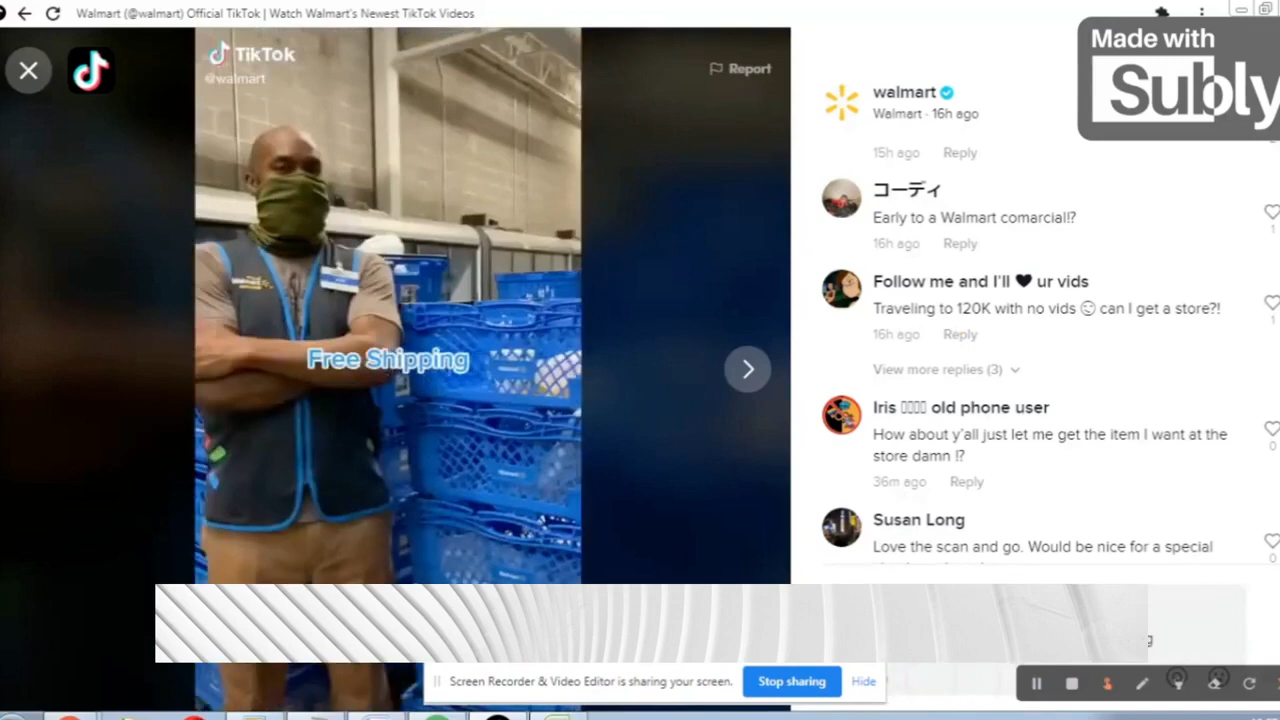 Walmart (@walmart) Official TikTok | Watch Walmart's Newest TikTok Videos
TikTok
@walmart
Report
Made with
Subly
walmart
Walmart · 16h ago
15h ago Reply
コーディ
Early to a Walmart comarcial!?
16h ago Reply
1
Follow me and I'll 🖤 ur vids
Traveling to 120K with no vids 😏 can I get a store?!
1
16h ago Reply
View more replies (3)
Iris ▯▯▯▯ old phone user
How about y'all just let me get the item I want at the
store damn !?
0
36m ago Reply
Susan Long
Love the scan and go. Would be nice for a special
0
Free Shipping
Screen Recorder & Video Editor is sharing your screen.
Stop sharing
Hide